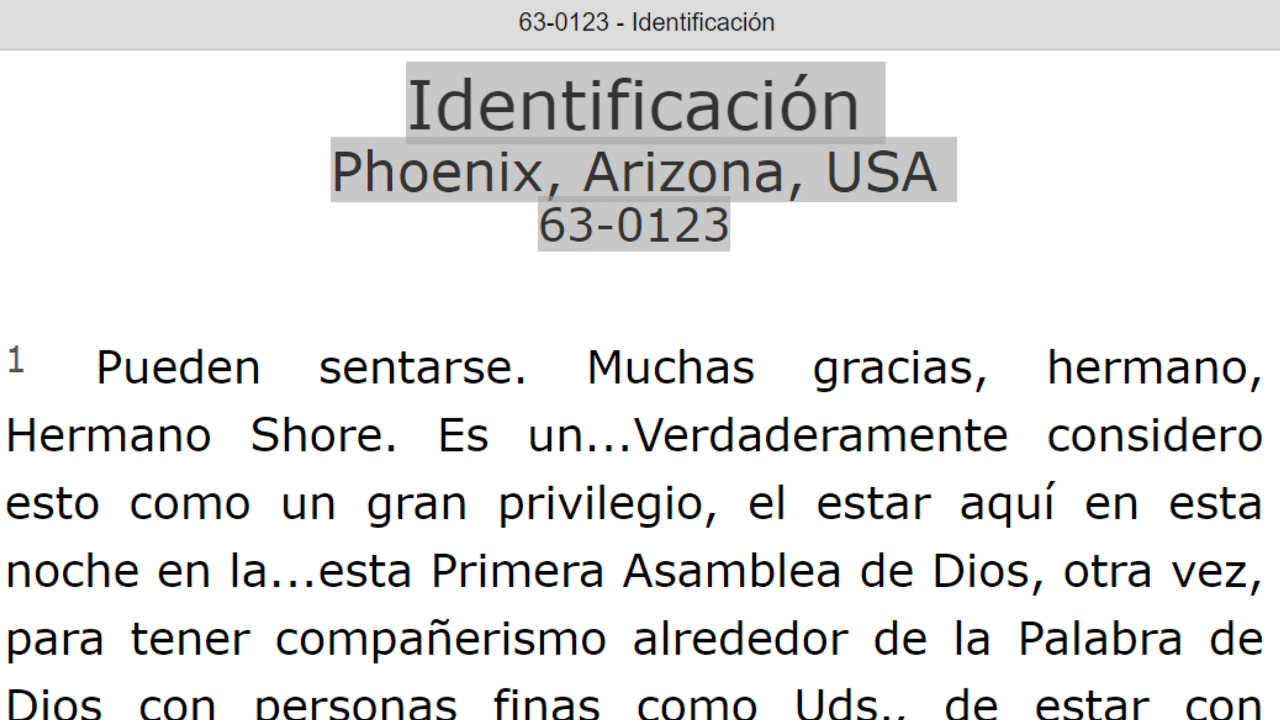 63-0123 - Identificación
Identificación
Phoenix, Arizona, USA
63-0123
1 Pueden sentarse. Muchas gracias, hermano,
Hermano Shore. Es un...Verdaderamente considero
esto como un gran privilegio, el estar aquí en esta
noche en la...esta Primera Asamblea de Dios, otra vez,
para tener compañerismo alrededor de la Palabra de
Dios con personas finas como Uds., de estar con